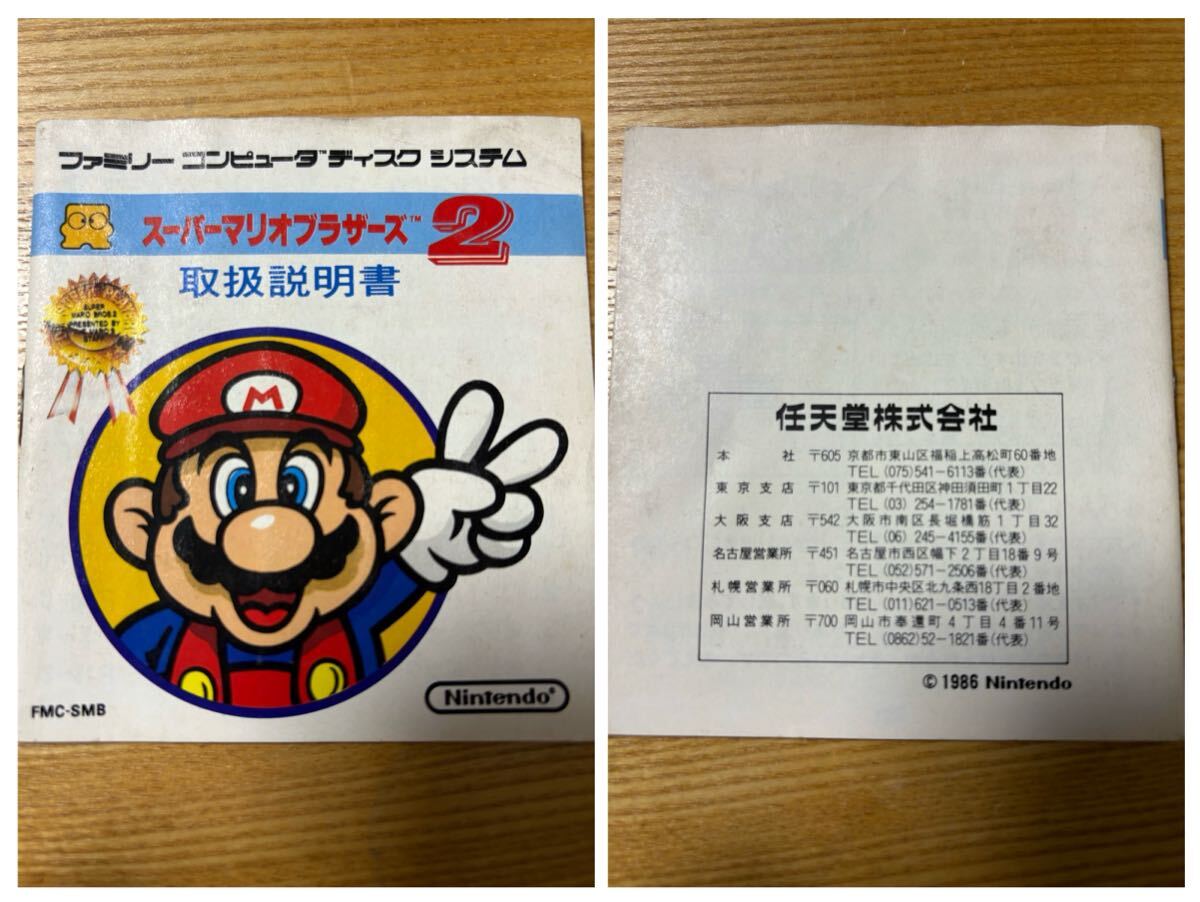 ファミリー コンピュータ™ ディスク システム
スーパーマリオブラザーズ™ 2
取扱説明書
SUPER
MARIO BROS.2
PRESENTED BY
M
Nintendo®
FMC-SMB
任天堂株式会社
本社 〒605 京都市東山区福稲上高松町60番地
TEL (075)541-6113番(代表)
東京支店 〒101 東京都千代田区神田須田町1丁目22
TEL (03) 254-1781番(代表)
大阪支店 〒542 大阪市南区長堀橋筋1丁目32
TEL (06) 245-4155番(代表)
名古屋営業所 〒451 名古屋市西区幅下2丁目18番9号
TEL (052)571-2506番(代表)
札幌営業所 〒060 札幌市中央区北九条西18丁目2番地
TEL (011)621-0513番(代表)
岡山営業所 〒700 岡山市奉還町4丁目4番11号
TEL (0862)52-1821番(代表)
© 1986 Nintendo